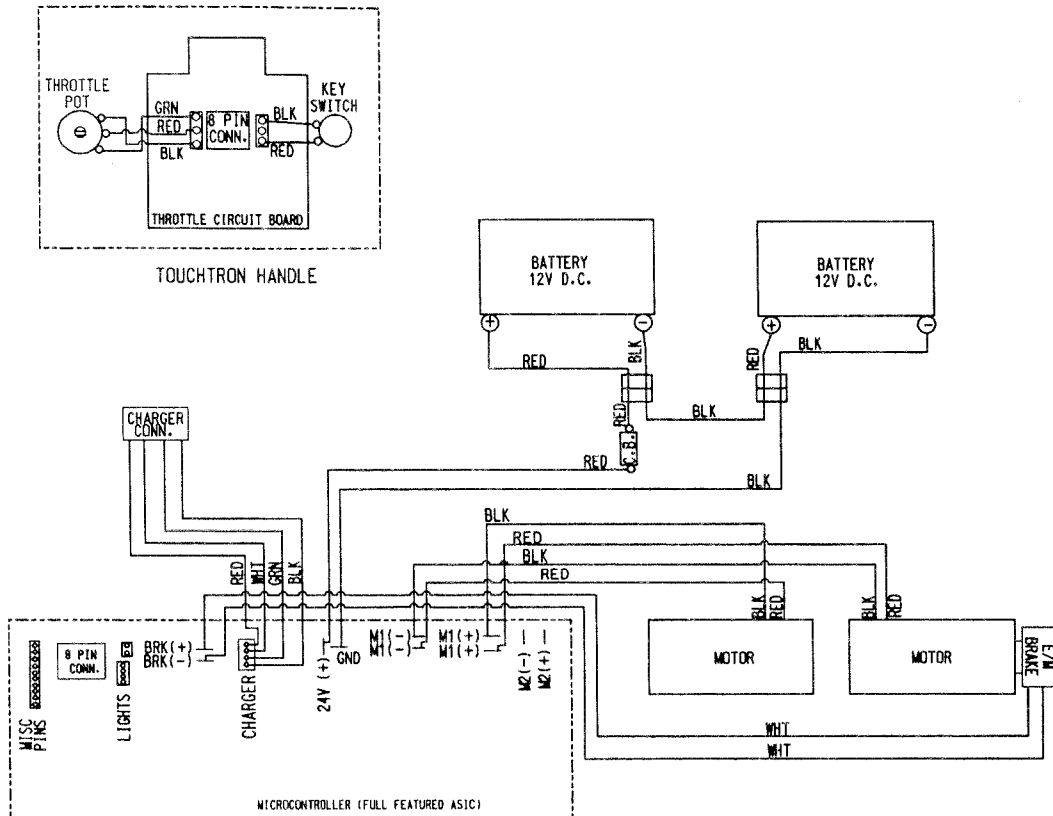 THROTTLE
POT
GRN
RED
BLK
8 PIN
CONN.
BLK
RED
KEY
SWITCH
THROTTLE CIRCUIT BOARD
TOUCHTRON HANDLE
BATTERY
12V D.C.
BATTERY
12V D.C.
+
-
+
-
RED
BLK
RED
BLK
RED
BLK
C.B.
RED
BLK
CHARGER
CONN.
RED
WHT
GRN
BLK
BLK
RED
BLK
RED
BLK
RED
BLK
RED
MOTOR
MOTOR
E/M
BRAKE
WHT
WHT
MISC
PINS
8 PIN
CONN.
LIGHTS
BRK(+)
BRK(-)
CHARGER
24V (+)
GND
M1(-)
M1(-)
M1(+)
M1(+)
M2(-)
M2(+)
MICROCONTROLLER (FULL FEATURED ASIC)